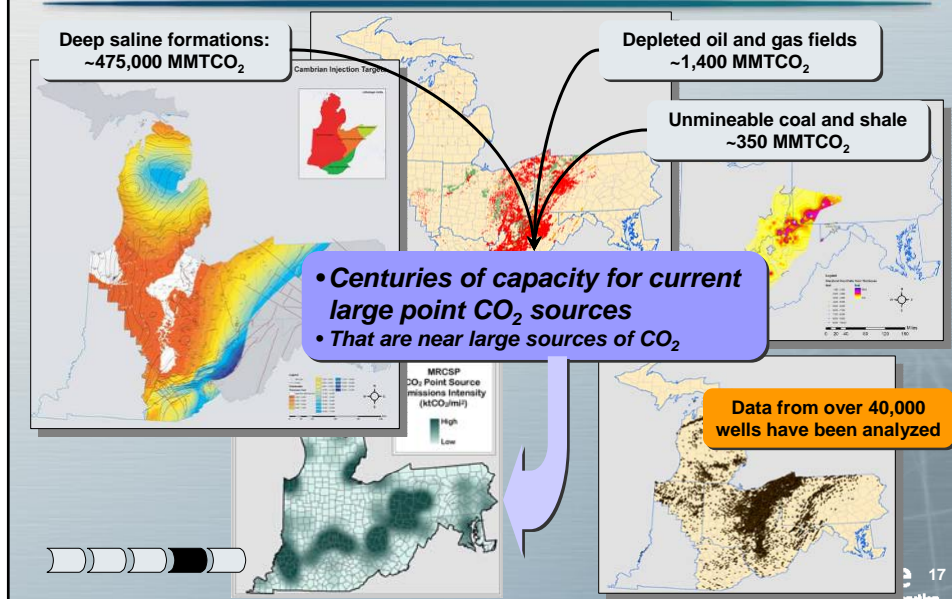 Deep saline formations:
~475,000 MMTCO₂
Depleted oil and gas fields
~1,400 MMTCO₂
Unmineable coal and shale
~350 MMTCO₂
Cambrian Injection Targets
• Centuries of capacity for current
large point CO₂ sources
• That are near large sources of CO₂
MRCSP
CO₂ Point Source
Emissions Intensity
(ktCO₂/mi²)
High
Low
Data from over 40,000
wells have been analyzed
Miles
17